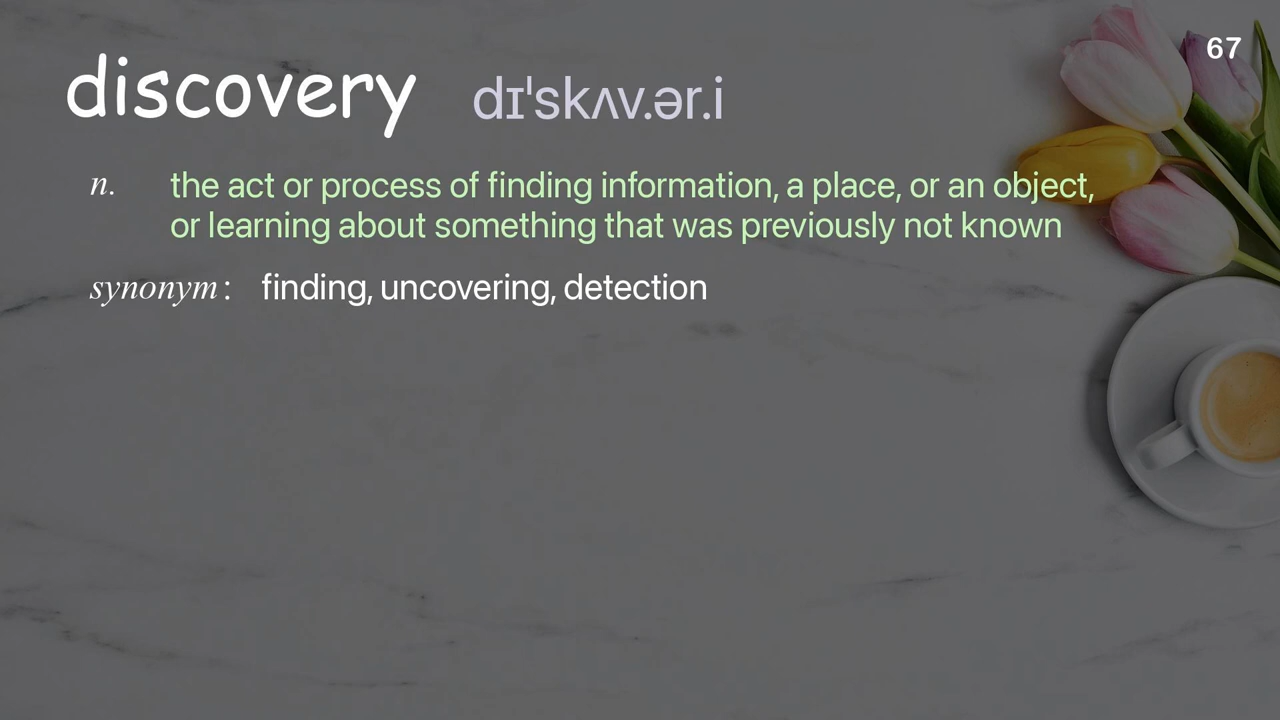 67
discovery dɪˈskʌv.ər.i
n. the act or process of finding information, a place, or an object,
or learning about something that was previously not known
synonym: finding, uncovering, detection